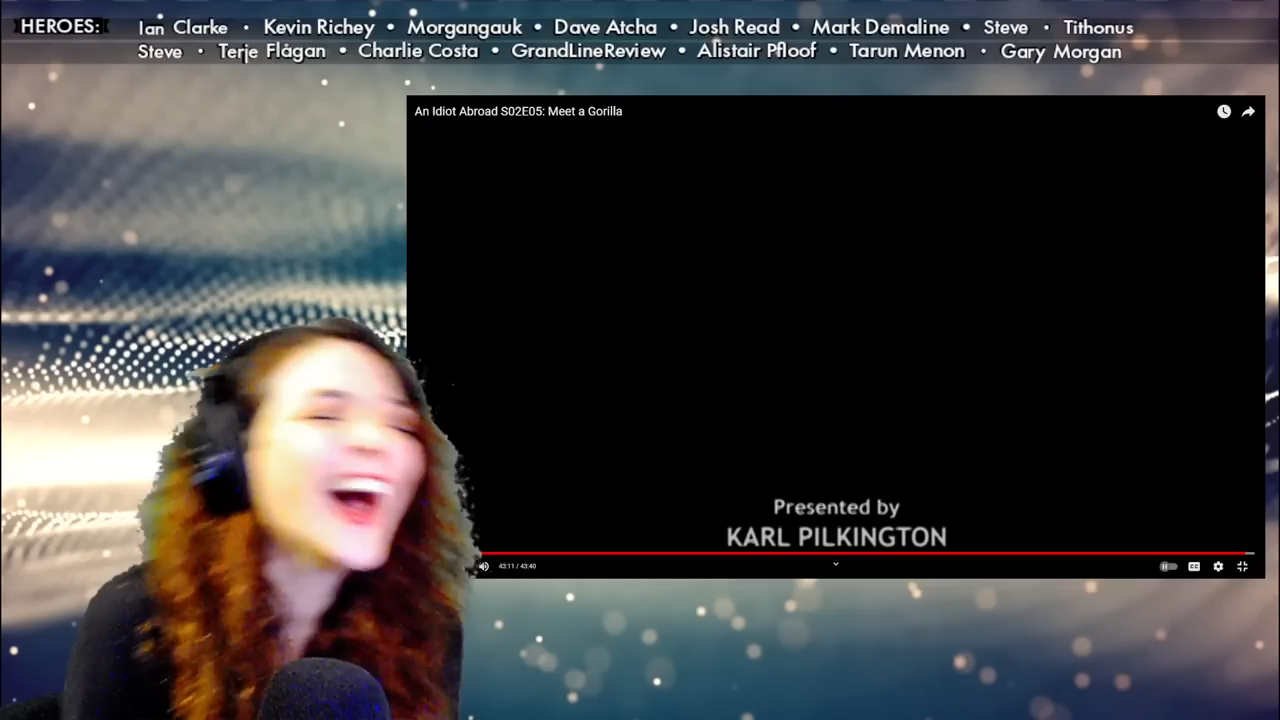 HEROES: Ian Clarke • Kevin Richey • Morgangauk • Dave Atcha • Josh Read • Mark Demaline • Steve • Tithonus
Steve • Terje Flågan • Charlie Costa • GrandLineReview • Alistair Pfloof • Tarun Menon • Gary Morgan
An Idiot Abroad S02E05: Meet a Gorilla
Presented by
KARL PILKINGTON
43:11 / 43:40
CC